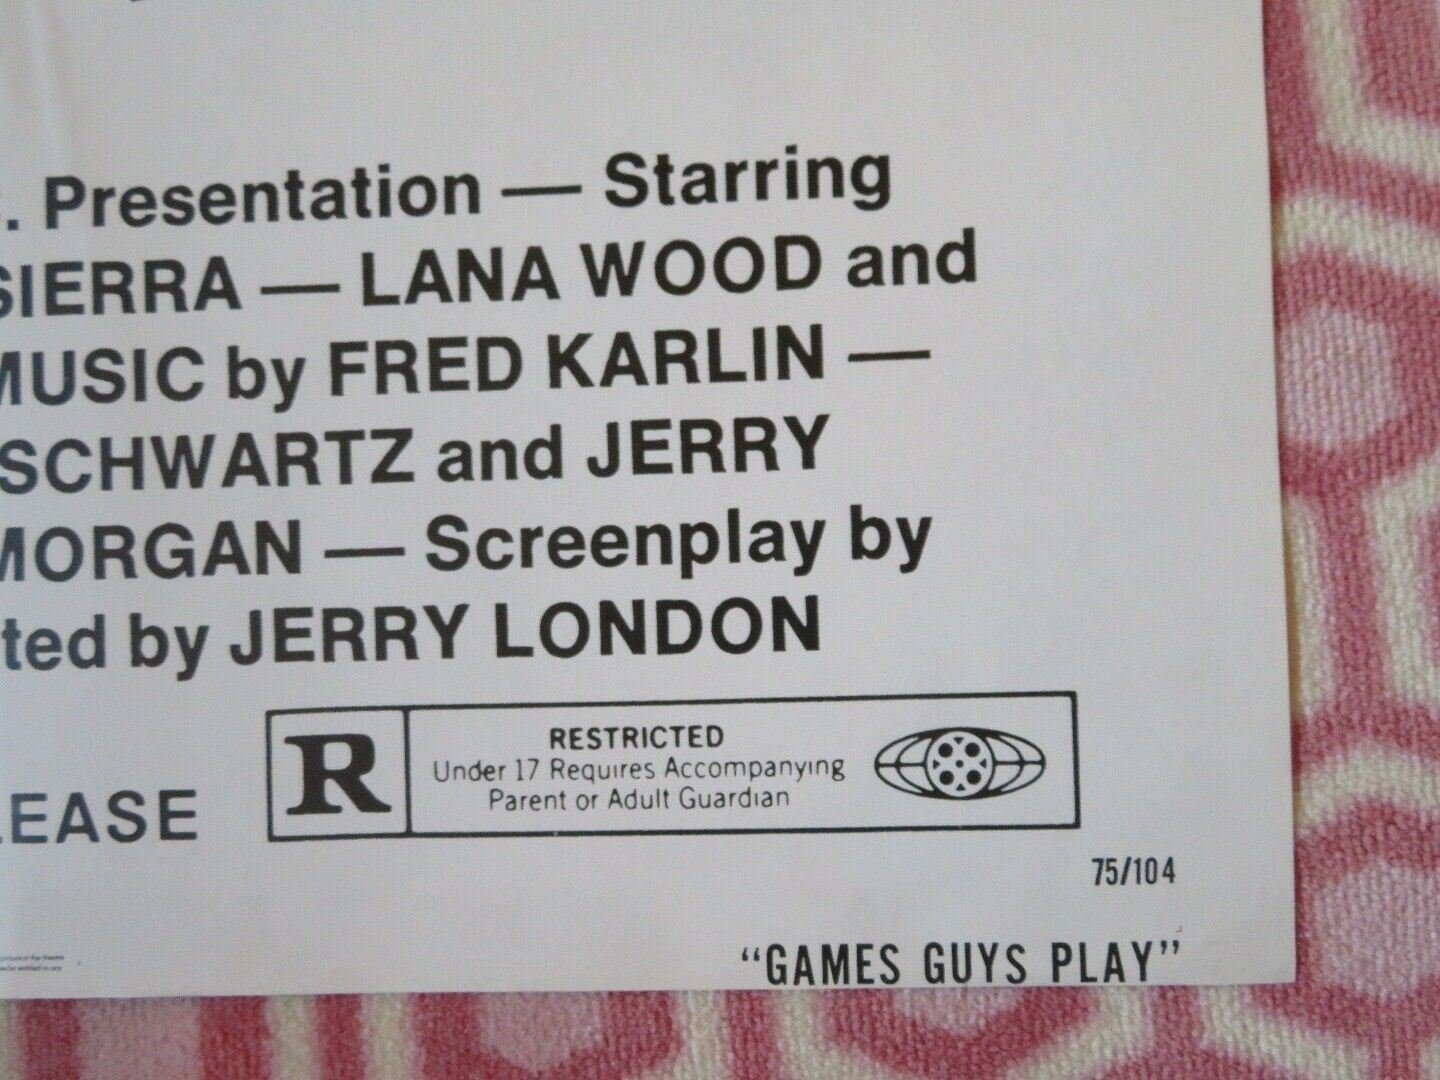 . Presentation — Starring
SIERRA — LANA WOOD and
MUSIC by FRED KARLIN —
SCHWARTZ and JERRY
MORGAN — Screenplay by
ted by JERRY LONDON
LEASE
R
RESTRICTED
Under 17 Requires Accompanying
Parent or Adult Guardian
75/104
“GAMES GUYS PLAY”